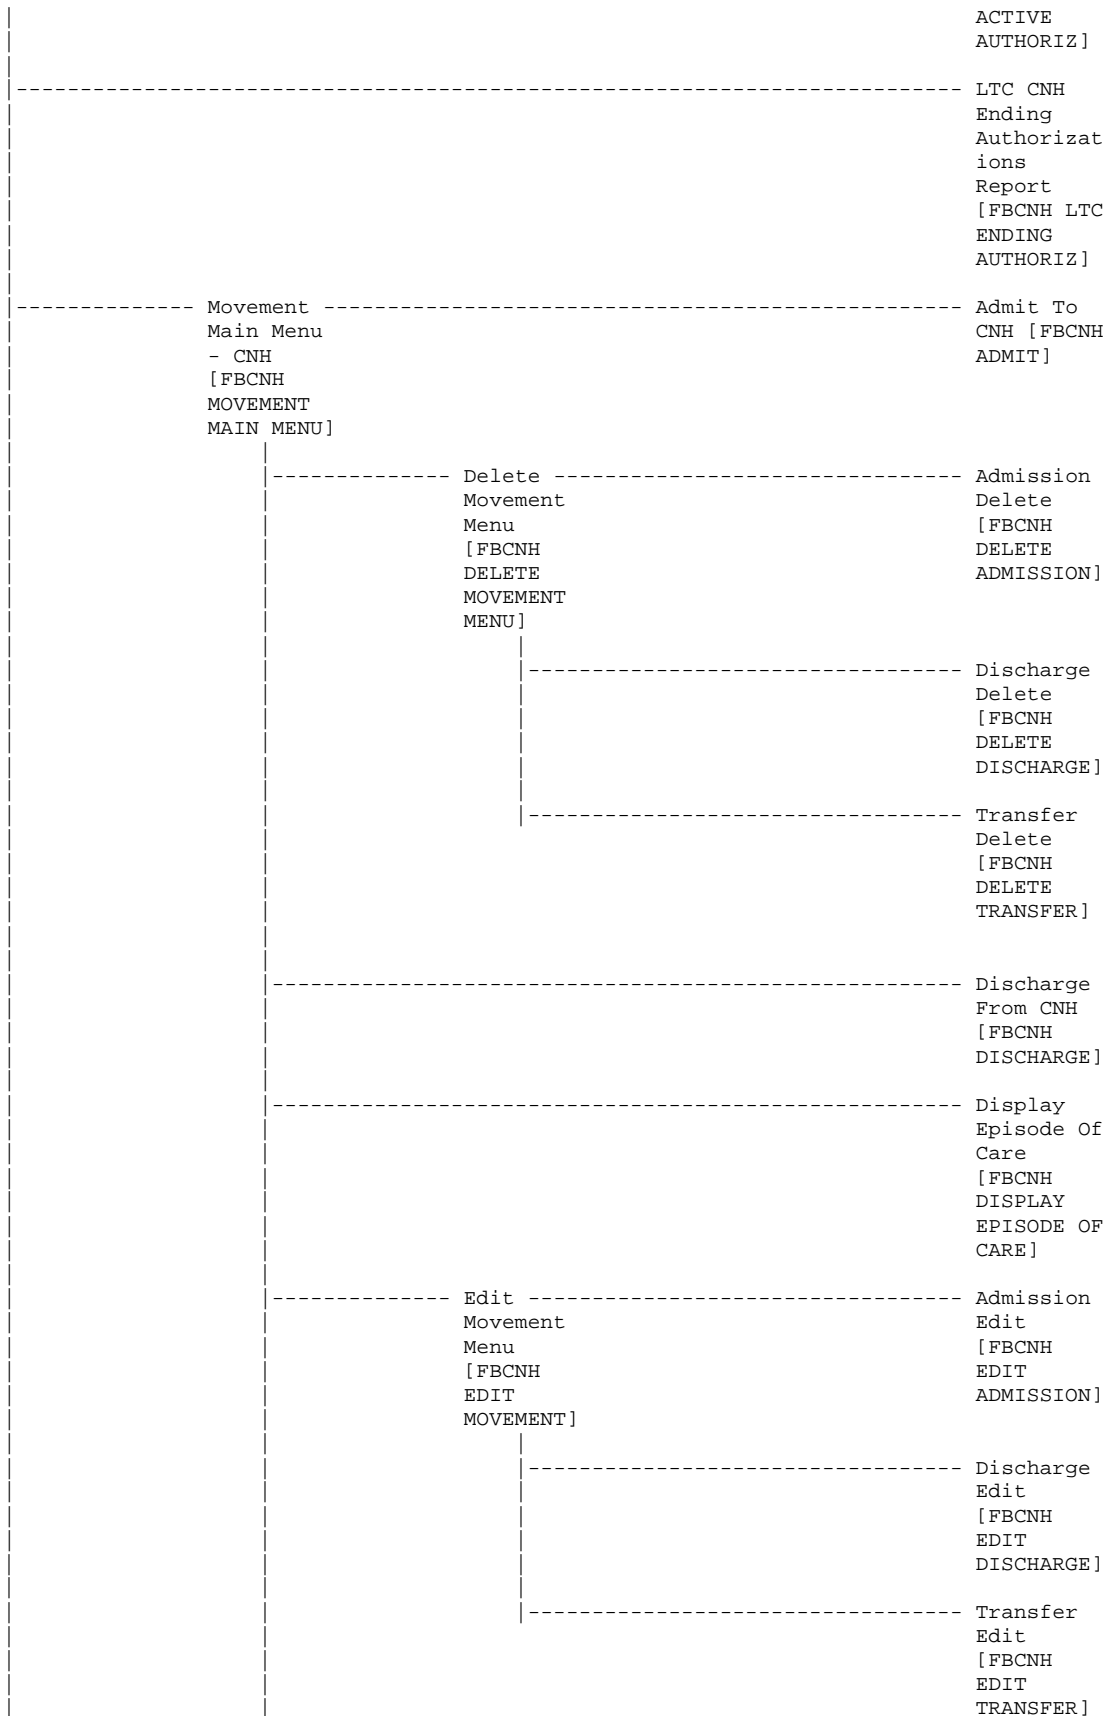 ACTIVE
AUTHORIZ]
LTC CNH
Ending
Authorizat
ions
Report
[FBCNH LTC
ENDING
AUTHORIZ]
Movement Admit To
Main Menu CNH [FBCNH
- CNH ADMIT]
[FBCNH
MOVEMENT
MAIN MENU]
Delete Admission
Movement Delete
Menu [FBCNH
[FBCNH DELETE
DELETE ADMISSION]
MOVEMENT
MENU]
Discharge
Delete
[FBCNH
DELETE
DISCHARGE]
Transfer
Delete
[FBCNH
DELETE
TRANSFER]
Discharge
From CNH
[FBCNH
DISCHARGE]
Display
Episode Of
Care
[FBCNH
DISPLAY
EPISODE OF
CARE]
Edit Admission
Movement Edit
Menu [FBCNH
[FBCNH EDIT
EDIT ADMISSION]
MOVEMENT]
Discharge
Edit
[FBCNH
EDIT
DISCHARGE]
Transfer
Edit
[FBCNH
EDIT
TRANSFER]